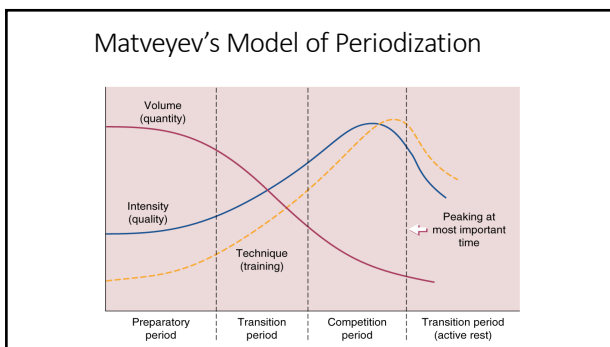 Matveyev's Model of Periodization
Volume
(quantity)
Intensity
(quality)
Technique
(training)
Peaking at
most important
time
Preparatory
period
Transition
period
Competition
period
Transition period
(active rest)